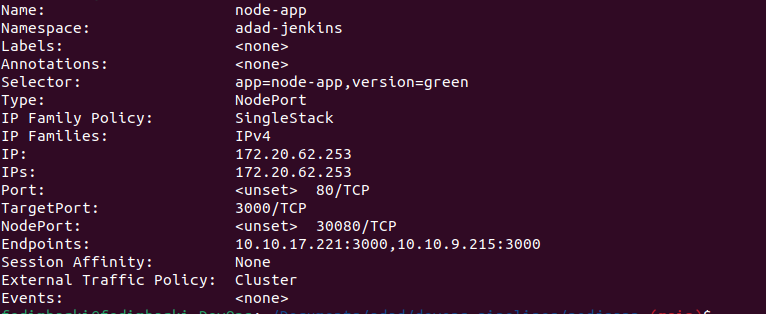 Name:                     node-app
Namespace:                adad-jenkins
Labels:                   <none>
Annotations:              <none>
Selector:                 app=node-app,version=green
Type:                     NodePort
IP Family Policy:         SingleStack
IP Families:              IPv4
IP:                       172.20.62.253
IPs:                      172.20.62.253
Port:                     <unset>  80/TCP
TargetPort:               3000/TCP
NodePort:                 <unset>  30080/TCP
Endpoints:                10.10.17.221:3000,10.10.9.215:3000
Session Affinity:         None
External Traffic Policy:  Cluster
Events:                   <none>